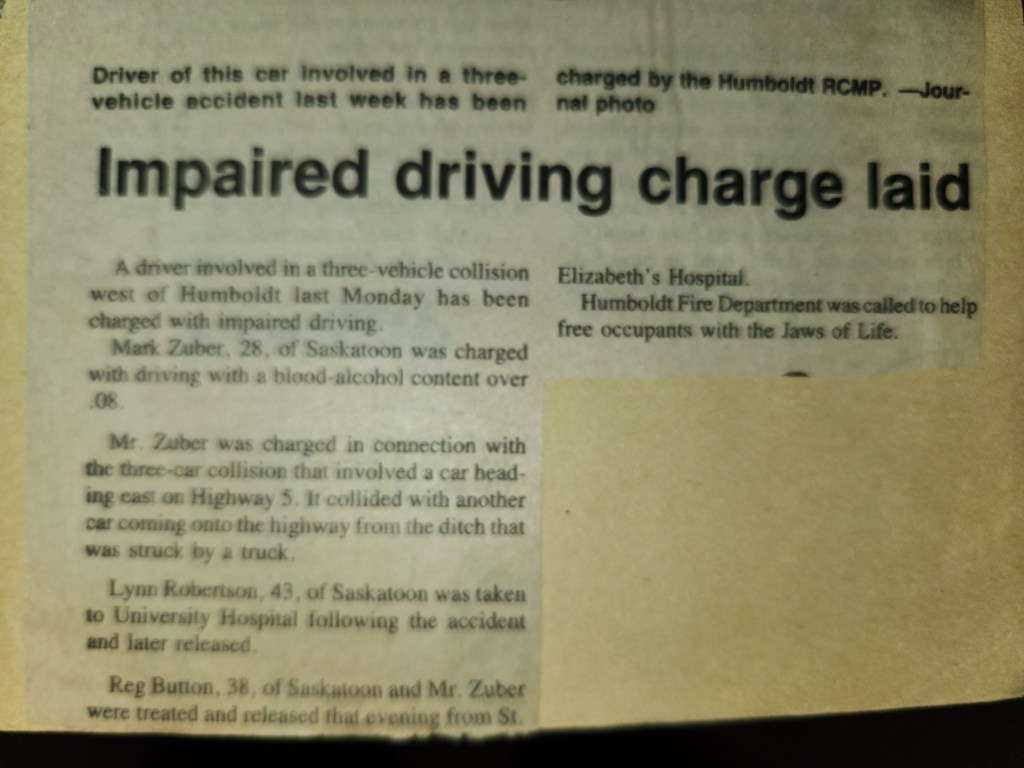 Driver of this car involved in a three-
vehicle accident last week has been
charged by the Humboldt RCMP. —Jour-
nal photo
Impaired driving charge laid
A driver involved in a three-vehicle collision
west of Humboldt last Monday has been
charged with impaired driving.
Mark Zuber, 28, of Saskatoon was charged
with driving with a blood-alcohol content over
.08.
Mr. Zuber was charged in connection with
the three-car collision that involved a car head-
ing east on Highway 5. It collided with another
car coming onto the highway from the ditch that
was struck by a truck.
Lynn Robertson, 43, of Saskatoon was taken
to University Hospital following the accident
and later released.
Reg Button, 38, of Saskatoon and Mr. Zuber
were treated and released that evening from St.
Elizabeth's Hospital.
Humboldt Fire Department was called to help
free occupants with the Jaws of Life.